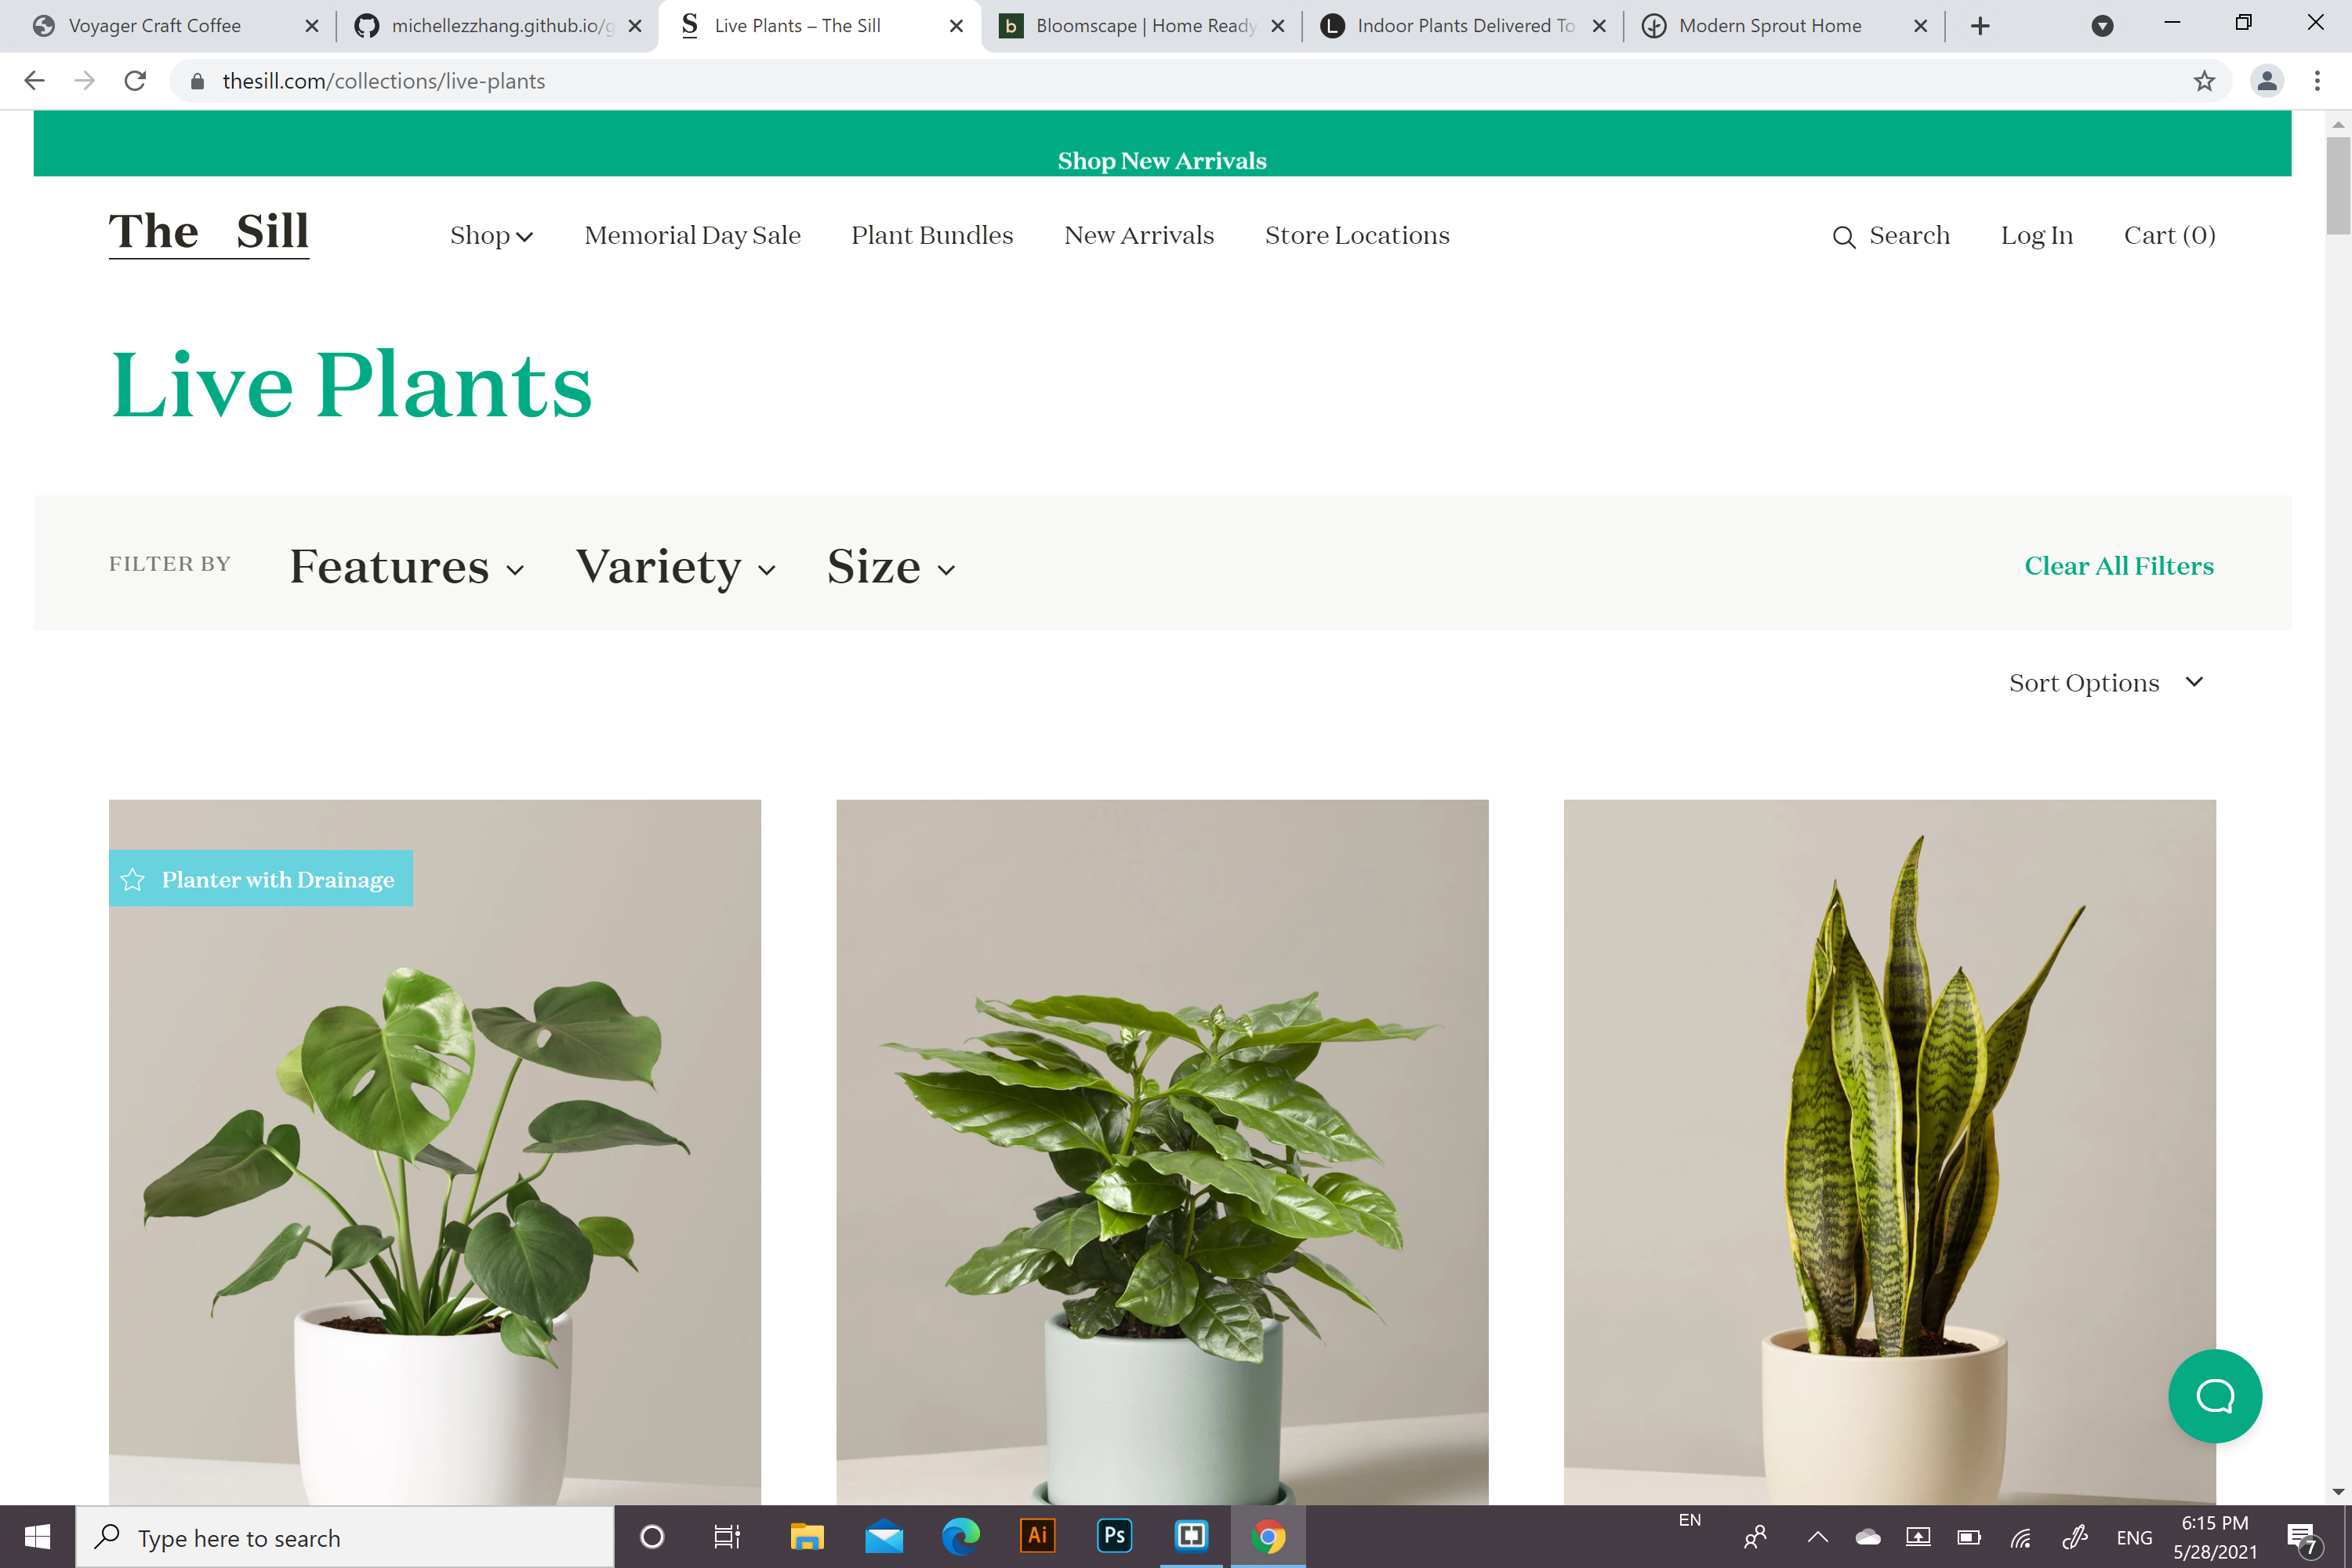 Voyager Craft Coffee
michellezzhang.github.io/g
S Live Plants – The Sill
b Bloomscape | Home Ready
L Indoor Plants Delivered To
Modern Sprout Home
thesill.com/collections/live-plants
Shop New Arrivals
The Sill
Shop
Memorial Day Sale
Plant Bundles
New Arrivals
Store Locations
Search
Log In
Cart (0)
Live Plants
FILTER BY
Features
Variety
Size
Clear All Filters
Sort Options
Planter with Drainage
Type here to search
Ai
Ps
EN
ENG
6:15 PM
5/28/2021
7